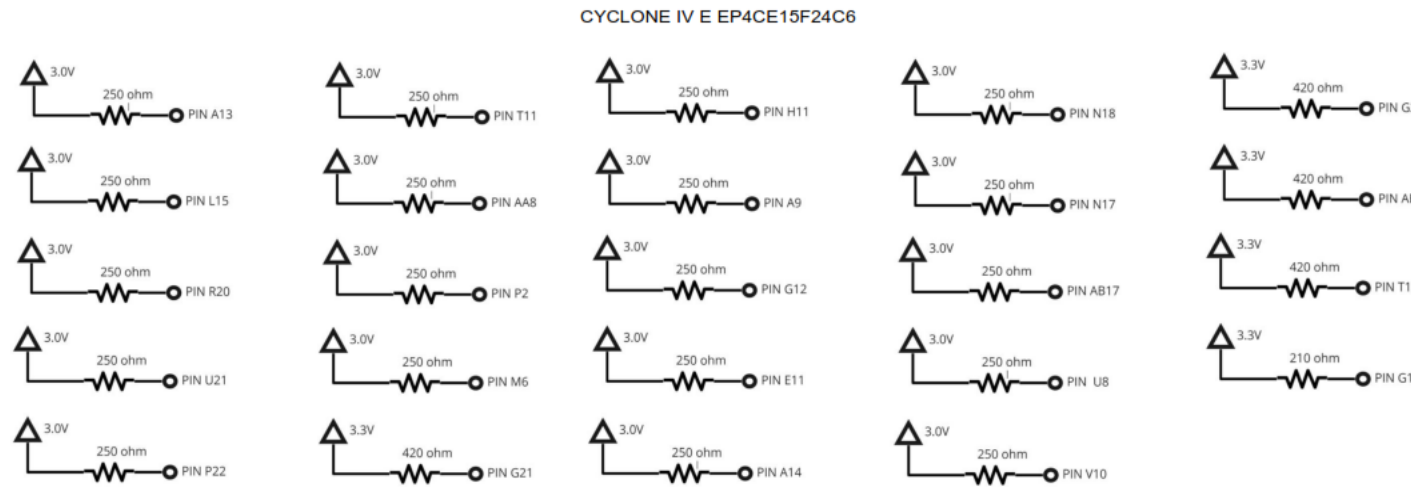 CYCLONE IV E EP4CE15F24C6
3.0V
250 ohm
PIN A13
3.0V
250 ohm
PIN T11
3.0V
250 ohm
PIN H11
3.0V
250 ohm
PIN N18
3.3V
420 ohm
PIN
3.0V
250 ohm
PIN L15
3.0V
250 ohm
PIN AA8
3.0V
250 ohm
PIN A9
3.0V
250 ohm
PIN N17
3.3V
420 ohm
PIN
3.0V
250 ohm
PIN R20
3.0V
250 ohm
PIN P2
3.0V
250 ohm
PIN G12
3.0V
250 ohm
PIN AB17
3.3V
420 ohm
PIN T1
3.0V
250 ohm
PIN U21
3.0V
250 ohm
PIN M6
3.0V
250 ohm
PIN E11
3.0V
250 ohm
PIN U8
3.3V
210 ohm
PIN G1
3.0V
250 ohm
PIN P22
3.3V
420 ohm
PIN G21
3.0V
250 ohm
PIN A14
3.0V
250 ohm
PIN V10